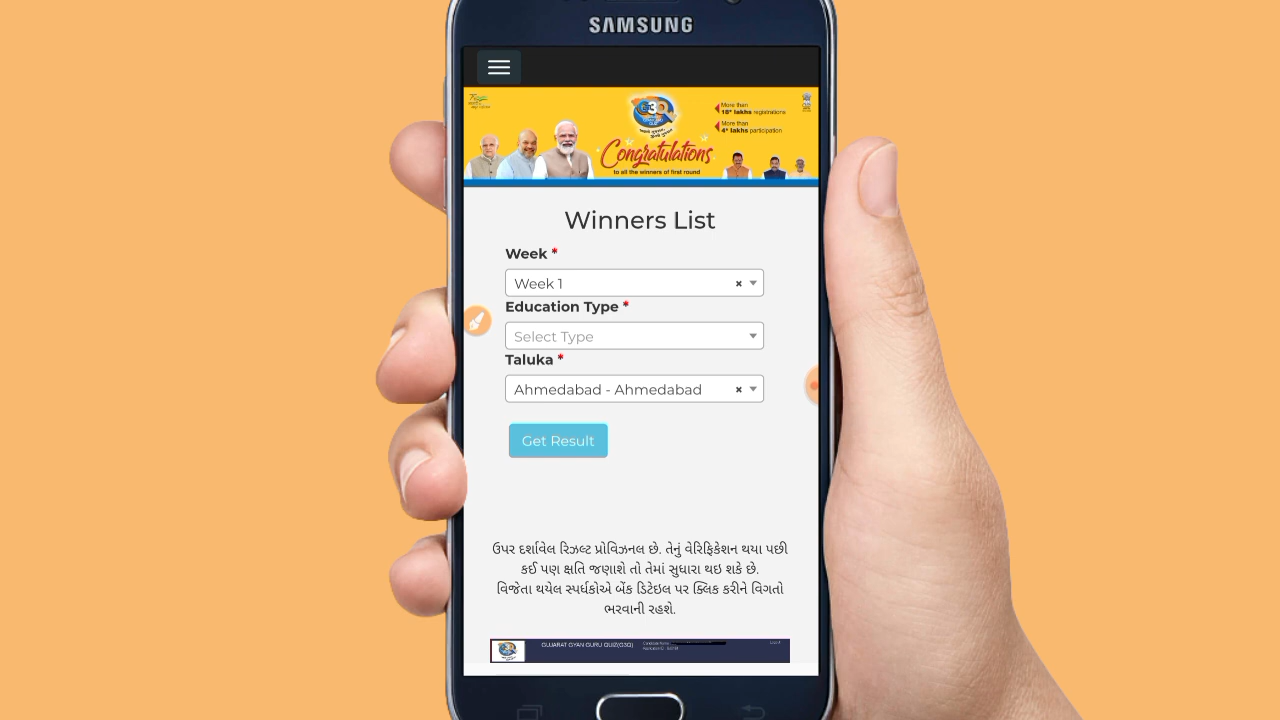 SAMSUNG
More than
18* lakhs registrations
More than
4* lakhs participation
Congratulations
to all the winners of first round
Winners List
Week *
Week 1
Education Type *
Select Type
Taluka *
Ahmedabad - Ahmedabad
Get Result
ઉપર દર્શાવેલ રિઝલ્ટ પ્રોવિઝનલ છે. તેનું વેરિફિકેશન થયા પછી
કઈ પણ ક્ષતિ જણાશે તો તેમાં સુધારા થઇ શકે છે.
વિજેતા થયેલ સ્પર્ધકોએ બેંક ડિટેઇલ પર ક્લિક કરીને વિગતો
ભરવાની રહશે.
GUJARAT GYAN GURU QUIZ(G3Q)